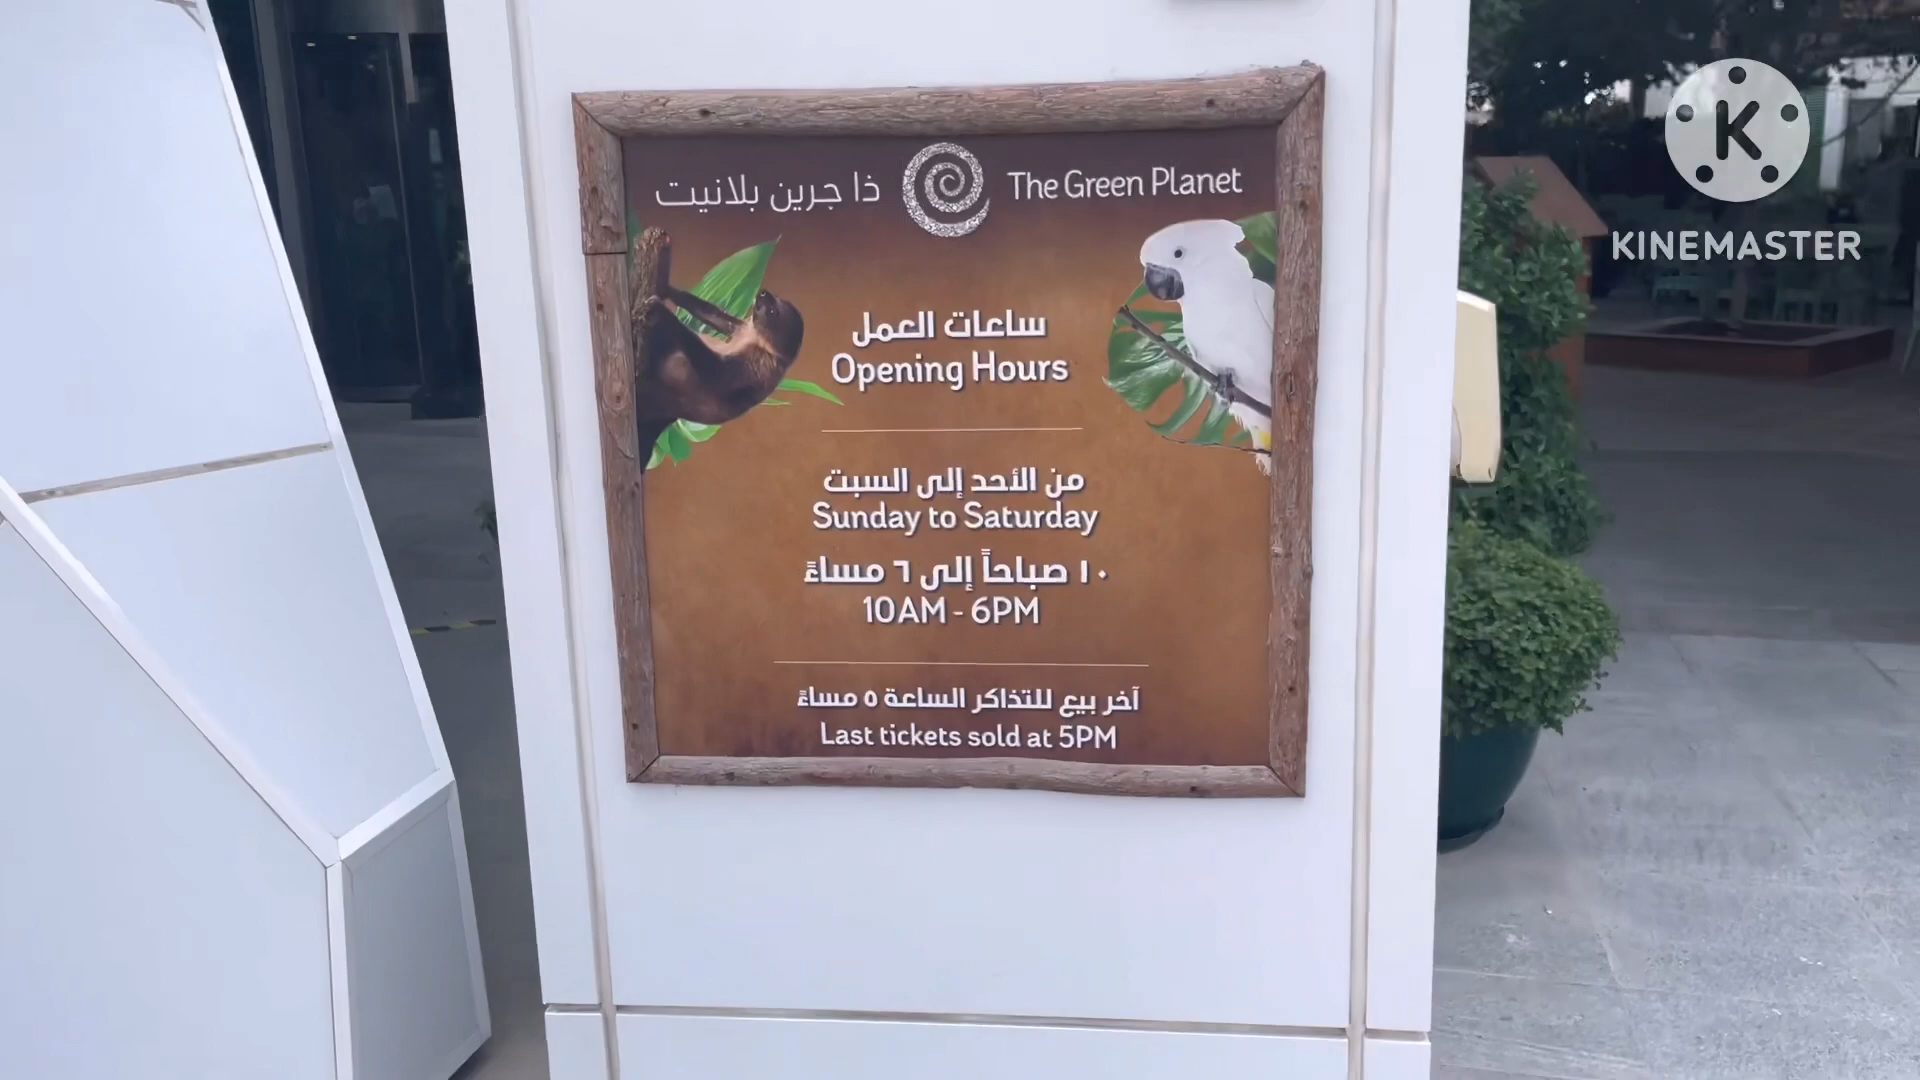 ذا جرين بلانيت The Green Planet
ساعات العمل
Opening Hours
من الأحد إلى السبت
Sunday to Saturday
١٠ صباحاً إلى ٦ مساءً
10AM - 6PM
آخر بيع للتذاكر الساعة ٥ مساءً
Last tickets sold at 5PM
K
KINEMASTER